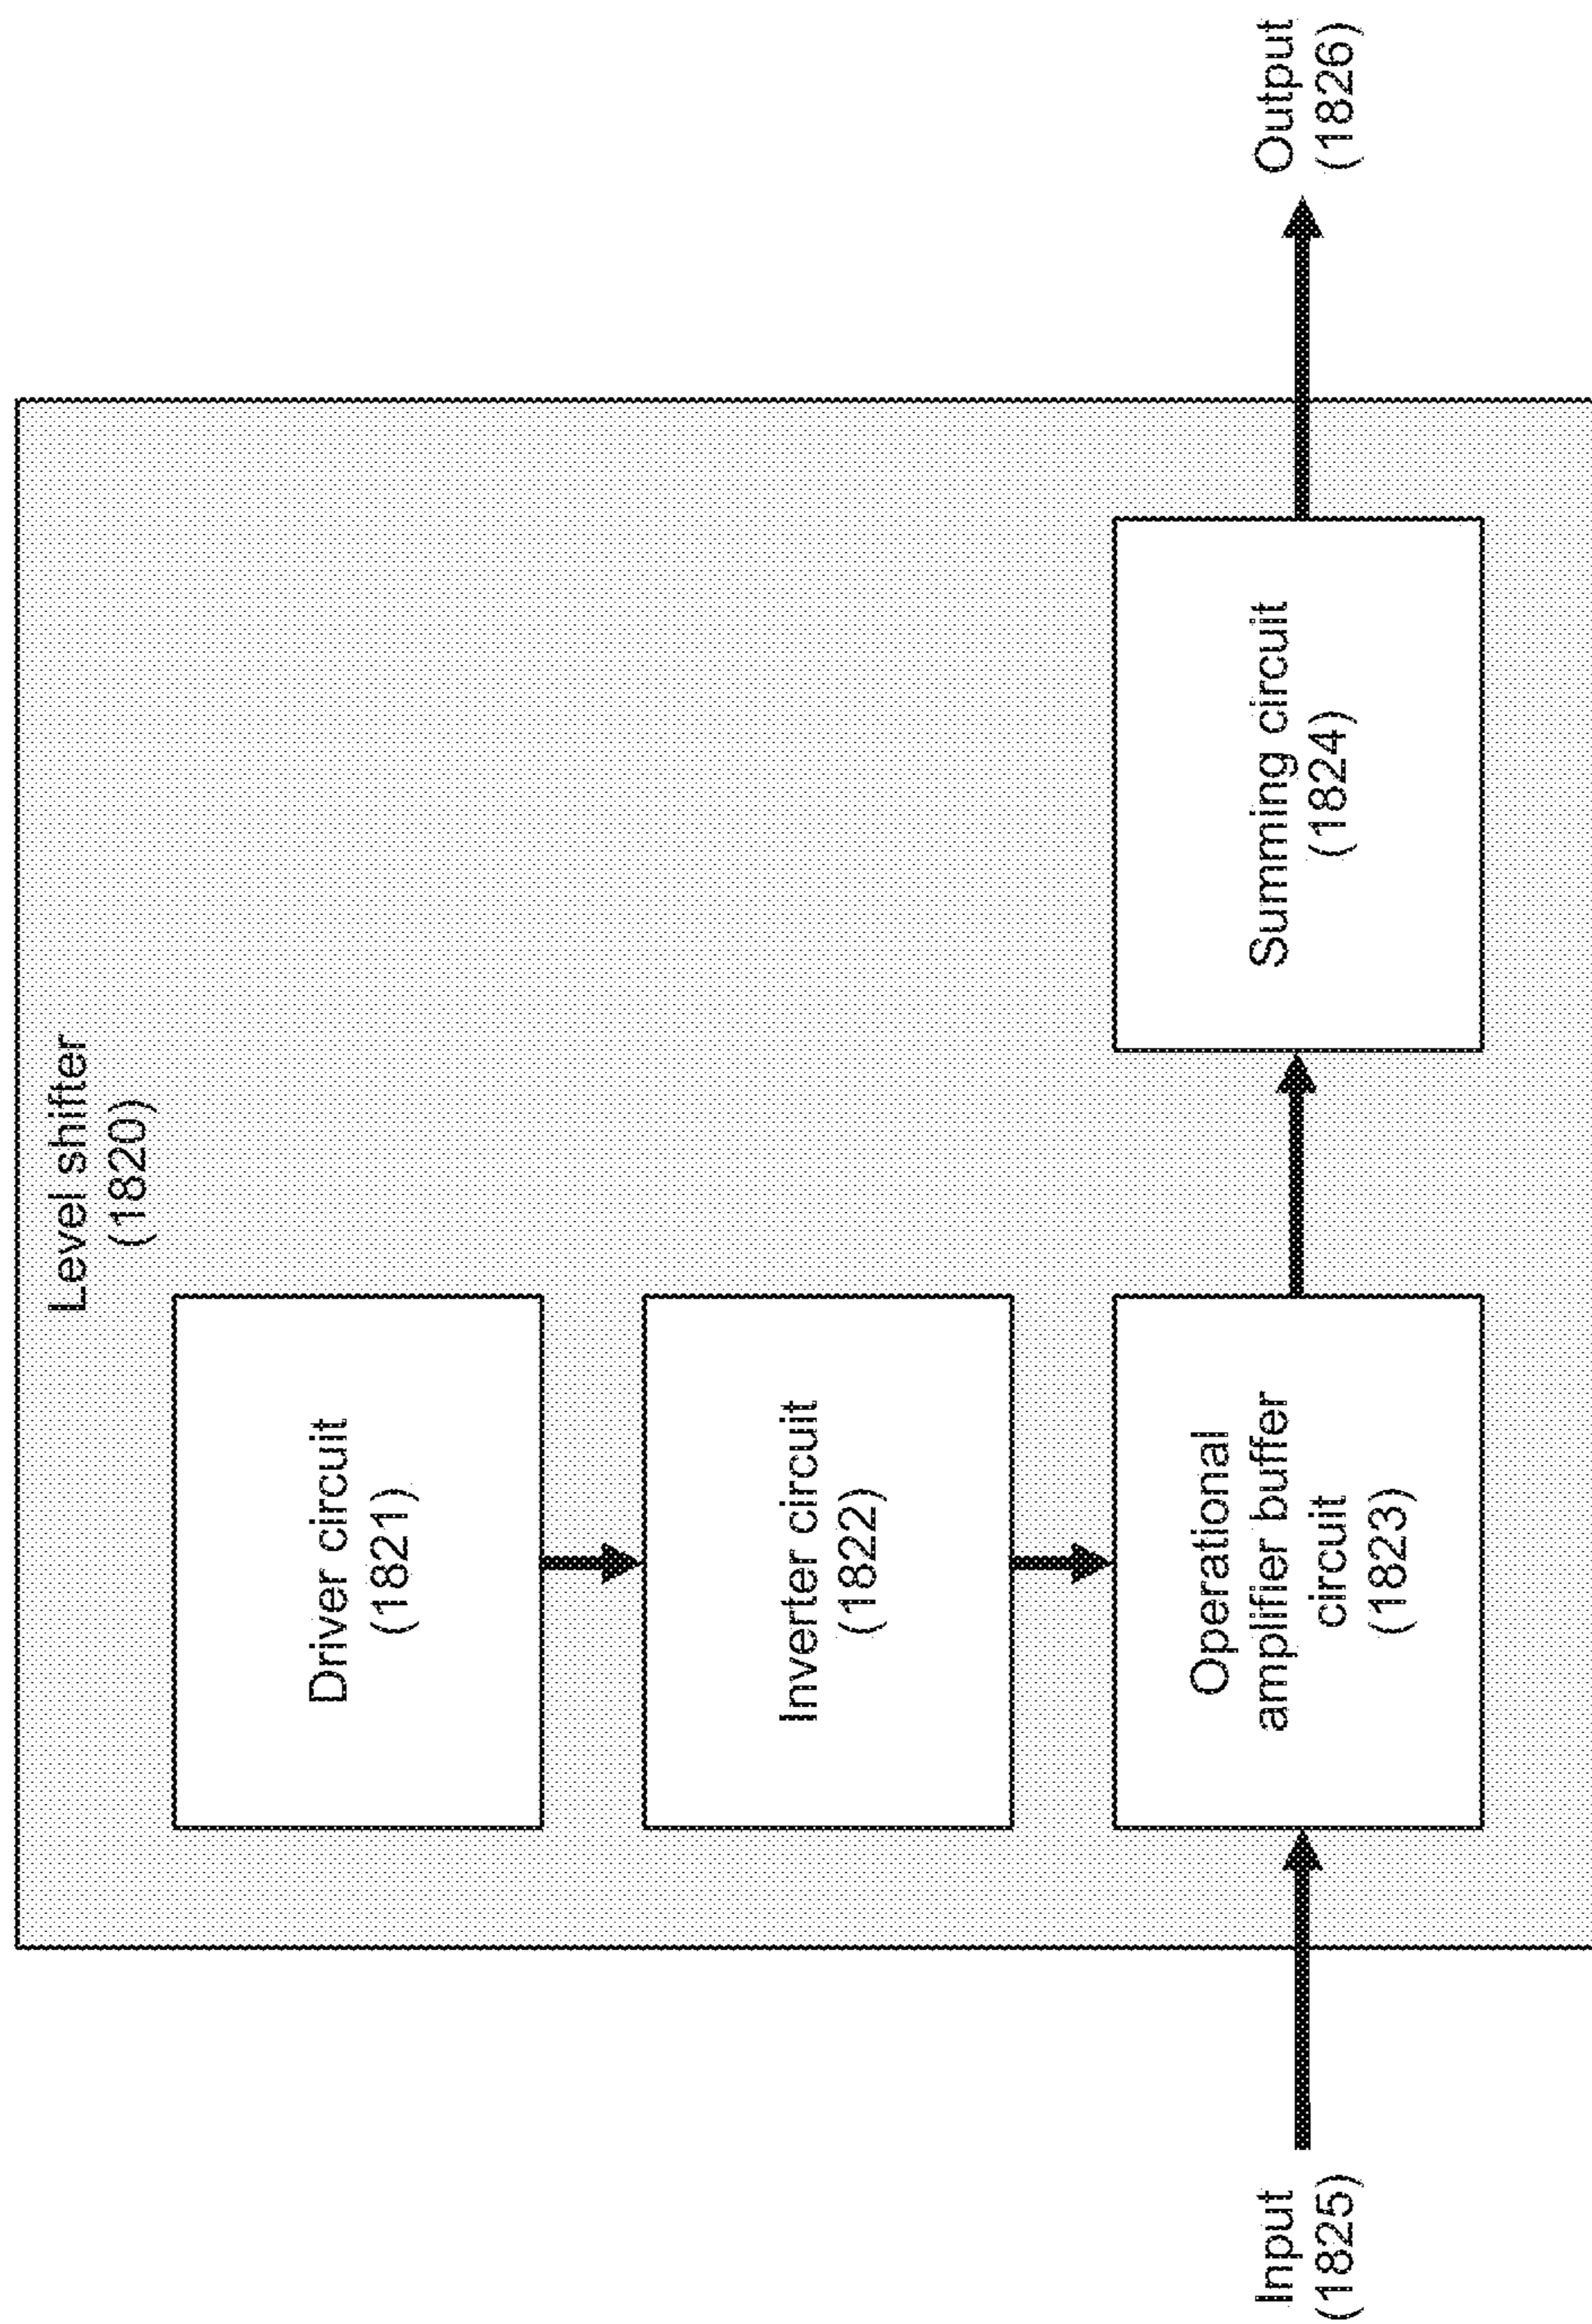 Level shifter
(1820)
Driver circuit
(1821)
Inverter circuit
(1822)
Input
(1825)
Operational
amplifier buffer
circuit
(1823)
Summing circuit
(1824)
Output
(1826)